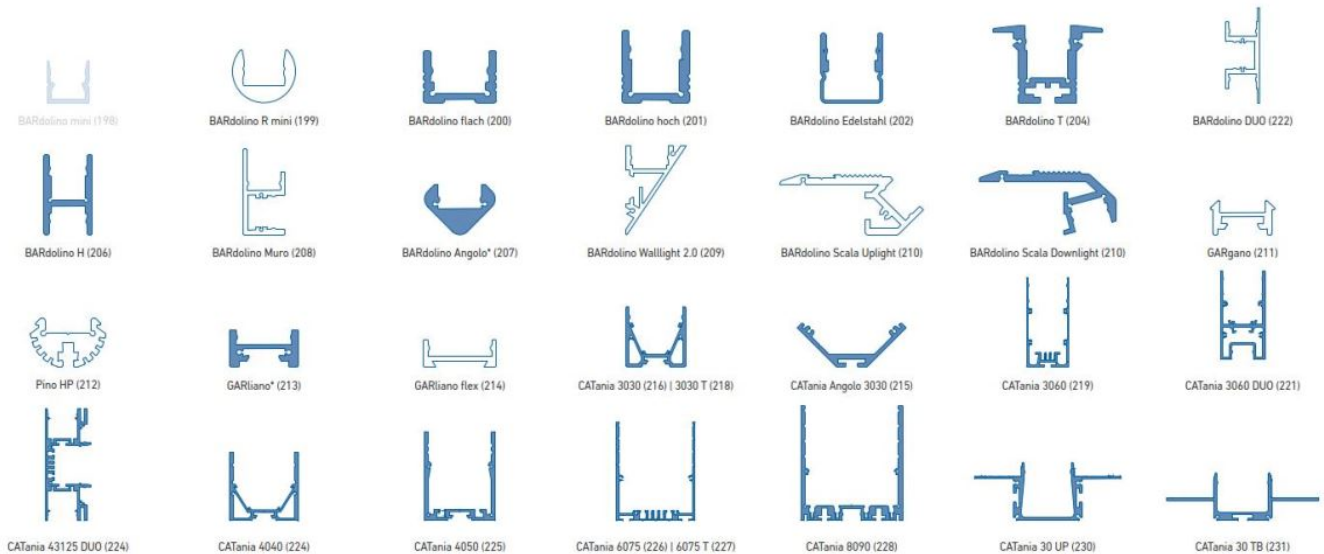 BARdolino mini (198)
BARdolino R mini (199)
BARdolino flach (200)
BARdolino hoch (201)
BARdolino Edelstahl (202)
BARdolino T (204)
BARdolino DUO (222)
BARdolino H (206)
BARdolino Muro (208)
BARdolino Angolo* (207)
BARdolino Walllight 2.0 (209)
BARdolino Scala Uplight (210)
BARdolino Scala Downlight (210)
GARgano (211)
Pino HP (212)
GARliano* (213)
GARliano flex (214)
CATania 3030 (216) | 3030 T (218)
CATania Angolo 3030 (215)
CATania 3060 (219)
CATania 3060 DUO (221)
CATania 43125 DUO (224)
CATania 4040 (224)
CATania 4050 (225)
CATania 6075 (226) | 6075 T (227)
CATania 8090 (228)
CATania 30 UP (230)
CATania 30 TB (231)